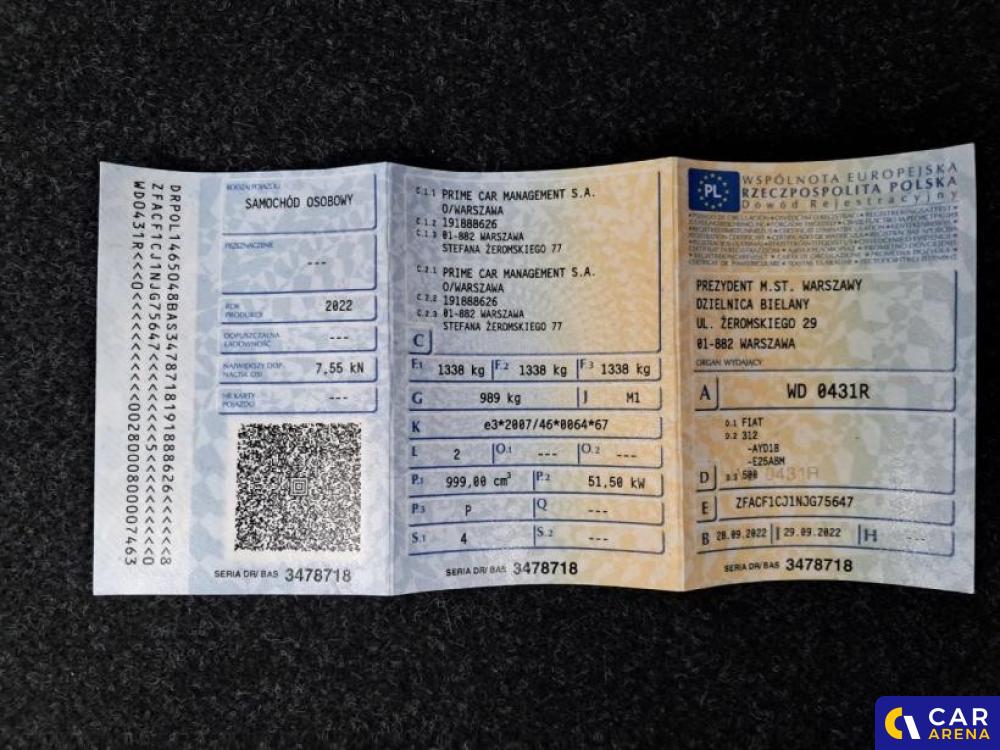 DRPOL1465048BAS3478718191888626<<<<<8
ZFACF1CJ1NJG75647
RODZAJ POJAZDU
SAMOCHÓD OSOBOWY
PRZEZNACZENIE
---
ROK
PRODUKCJI
2022
DOPUSZCZALNA
ŁADOWNOŚĆ
---
NAJWIĘKSZY DOP.
NACISK OSI
7,55 kN
NR KARTY
POJAZDU
---
SERIA DR/BAS 3478718
C.1.1 PRIME CAR MANAGEMENT S.A.
O/WARSZAWA
C.1.2 191888626
C.1.3 01-882 WARSZAWA
STEFANA ŻEROMSKIEGO 77
C.2.1 PRIME CAR MANAGEMENT S.A.
O/WARSZAWA
C.2.2 191888626
C.2.3 01-882 WARSZAWA
STEFANA ŻEROMSKIEGO 77
C
F.1 1338 kg F.2 1338 kg F.3 1338 kg
G 989 kg J M1
K e3*2007/46*0064*67
L 2 O.1 --- O.2 ---
P.1 999,00 cm³ P.2 51,50 kW
P.3 P Q ---
S.1 4 S.2 ---
SERIA DR/BAS 3478718
PL
WSPÓLNOTA EUROPEJSKA
RZECZPOSPOLITA POLSKA
Dowód Rejestracyjny
PREZYDENT M.ST. WARSZAWY
DZIELNICA BIELANY
UL. ŻEROMSKIEGO 29
01-882 WARSZAWA
ORGAN WYDAJĄCY
A WD 0431R
D.1 FIAT
D.2 312
-AYD18
-E25A8M
D D.3 500
0431R
E ZFACF1CJ1NJG75647
B 28.09.2022 I 29.09.2022 H ---
SERIA DR/BAS 3478718
CAR
ARENA